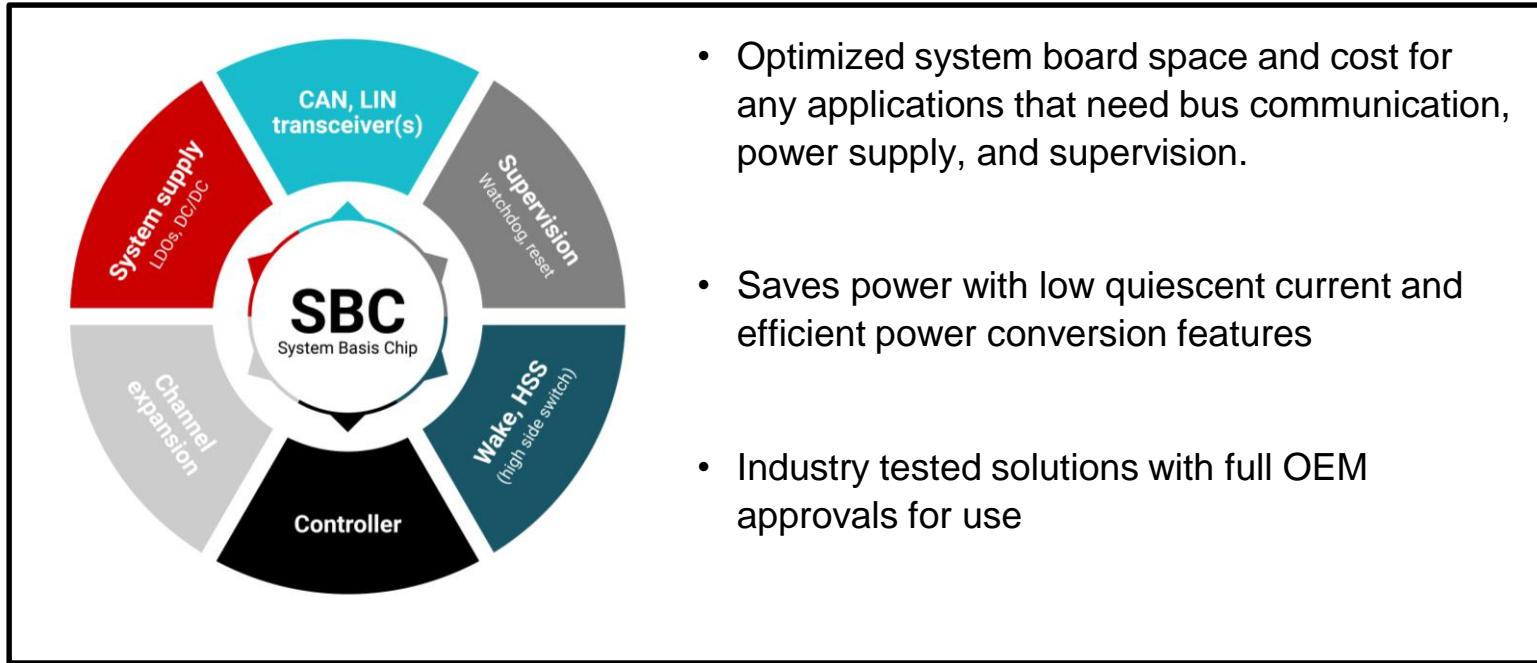 CAN, LIN
transceiver(s)
Supervision
Watchdog, reset
Wake, HSS
(high side switch)
Controller
Channel
expansion
System supply
LDOs, DC/DC
SBC
System Basis Chip
• Optimized system board space and cost for
any applications that need bus communication,
power supply, and supervision.
• Saves power with low quiescent current and
efficient power conversion features
• Industry tested solutions with full OEM
approvals for use